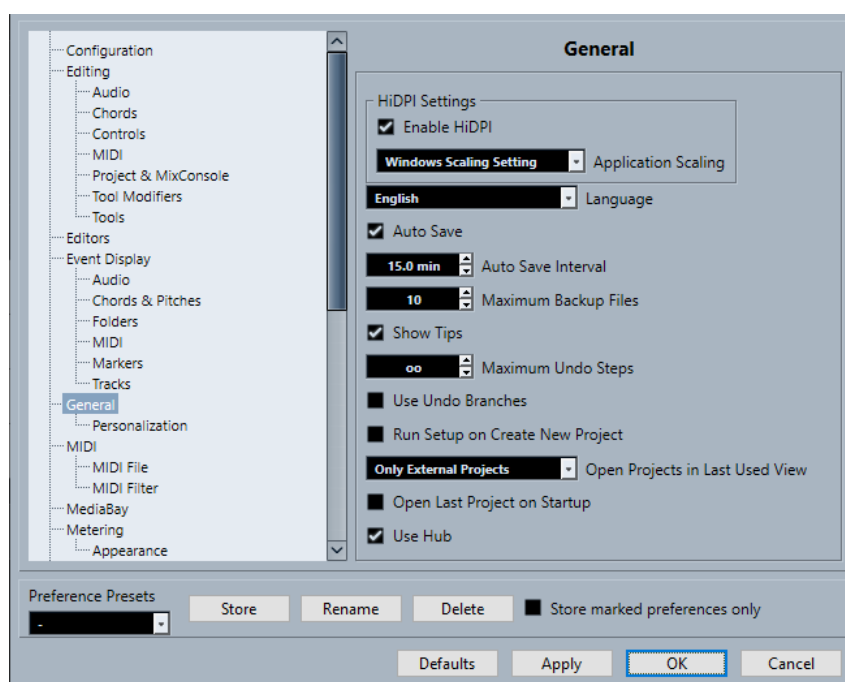 Configuration
Editing
Audio
Chords
Controls
MIDI
Project & MixConsole
Tool Modifiers
Tools
Editors
Event Display
Audio
Chords & Pitches
Folders
MIDI
Markers
Tracks
General
Personalization
MIDI
MIDI File
MIDI Filter
MediaBay
Metering
Appearance
General
HiDPI Settings
Enable HiDPI
Windows Scaling Setting Application Scaling
English Language
Auto Save
15.0 min Auto Save Interval
10 Maximum Backup Files
Show Tips
oo Maximum Undo Steps
Use Undo Branches
Run Setup on Create New Project
Only External Projects Open Projects in Last Used View
Open Last Project on Startup
Use Hub
Preference Presets
- Store Rename Delete Store marked preferences only
Defaults Apply OK Cancel